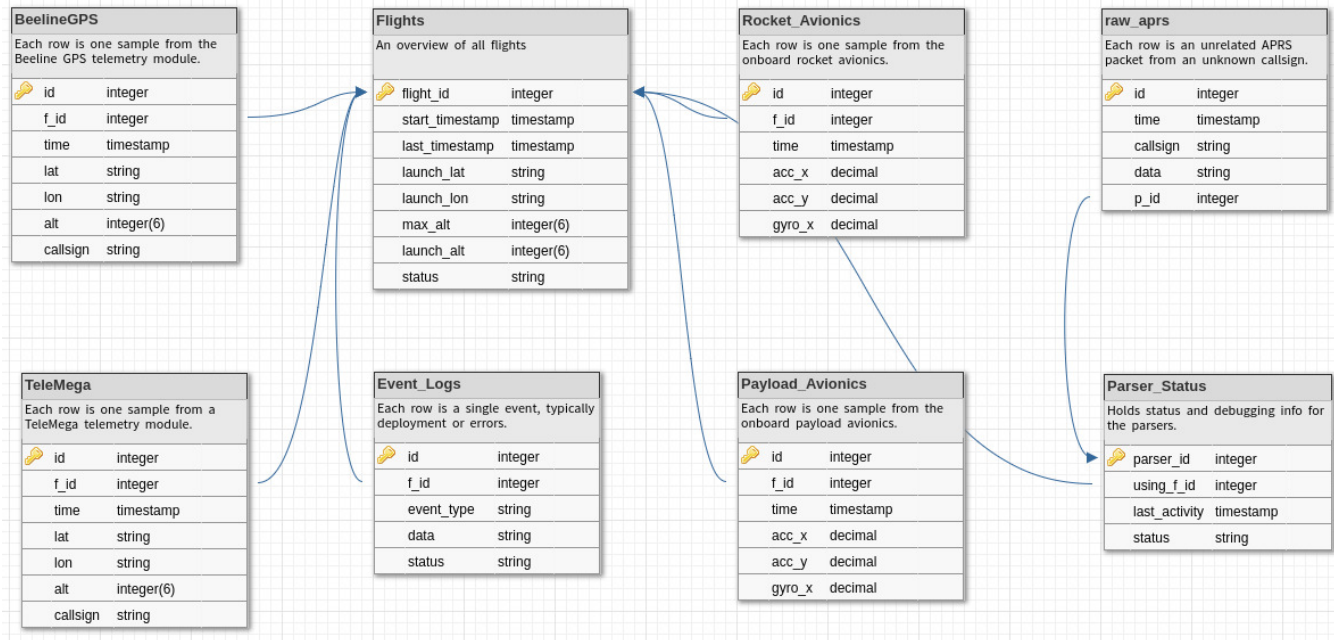 BeelineGPS
Each row is one sample from the
Beeline GPS telemetry module.
id integer
f_id integer
time timestamp
lat string
lon string
alt integer(6)
callsign string
Flights
An overview of all flights
flight_id integer
start_timestamp timestamp
last_timestamp timestamp
launch_lat string
launch_lon string
max_alt integer(6)
launch_alt integer(6)
status string
Rocket_Avionics
Each row is one sample from the
onboard rocket avionics.
id integer
f_id integer
time timestamp
acc_x decimal
acc_y decimal
gyro_x decimal
raw_aprs
Each row is an unrelated APRS
packet from an unknown callsign.
id integer
time timestamp
callsign string
data string
p_id integer
TeleMega
Each row is one sample from a
TeleMega telemetry module.
id integer
f_id integer
time timestamp
lat string
lon string
alt integer(6)
callsign string
Event_Logs
Each row is a single event, typically
deployment or errors.
id integer
f_id integer
event_type string
data string
status string
Payload_Avionics
Each row is one sample from the
onboard payload avionics.
id integer
f_id integer
time timestamp
acc_x decimal
acc_y decimal
gyro_x decimal
Parser_Status
Holds status and debugging info for
the parsers.
parser_id integer
using_f_id integer
last_activity timestamp
status string